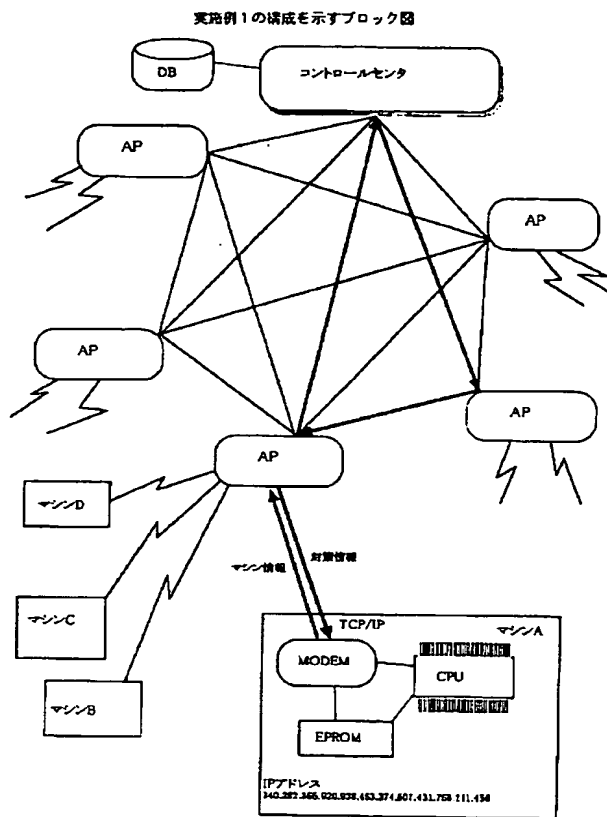 実施例1の構成を示すブロック図
DB
コントロールセンタ
AP
AP
AP
AP
AP
マシンD
マシンC
マシンB
マシン情報
対策情報
TCP/IP
マシンA
MODEM
CPU
EPROM
IPアドレス